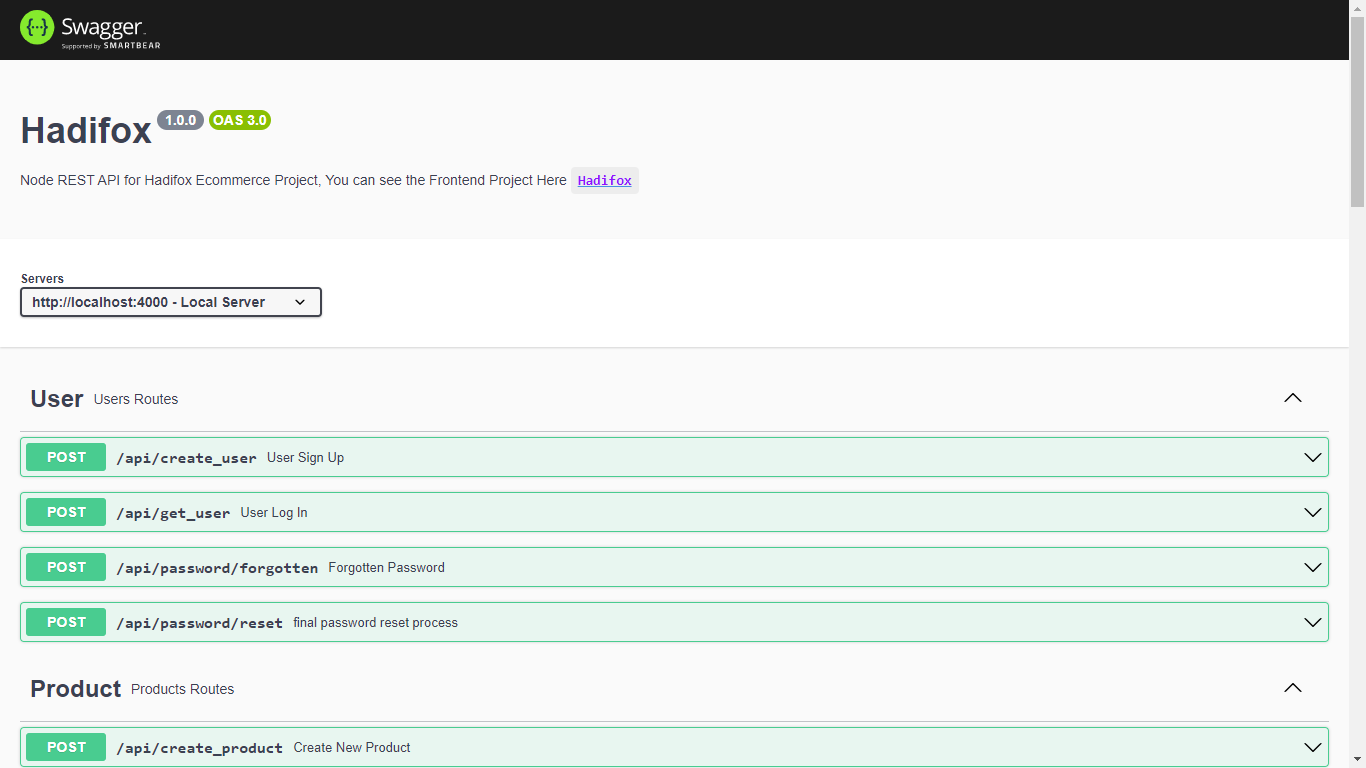 Swagger
Supported by SMARTBEAR
Hadifox 1.0.0 OAS 3.0
Node REST API for Hadifox Ecommerce Project, You can see the Frontend Project Here Hadifox
Servers
http://localhost:4000 - Local Server
User Users Routes
POST /api/create_user User Sign Up
POST /api/get_user User Log In
POST /api/password/forgotten Forgotten Password
POST /api/password/reset final password reset process
Product Products Routes
POST /api/create_product Create New Product